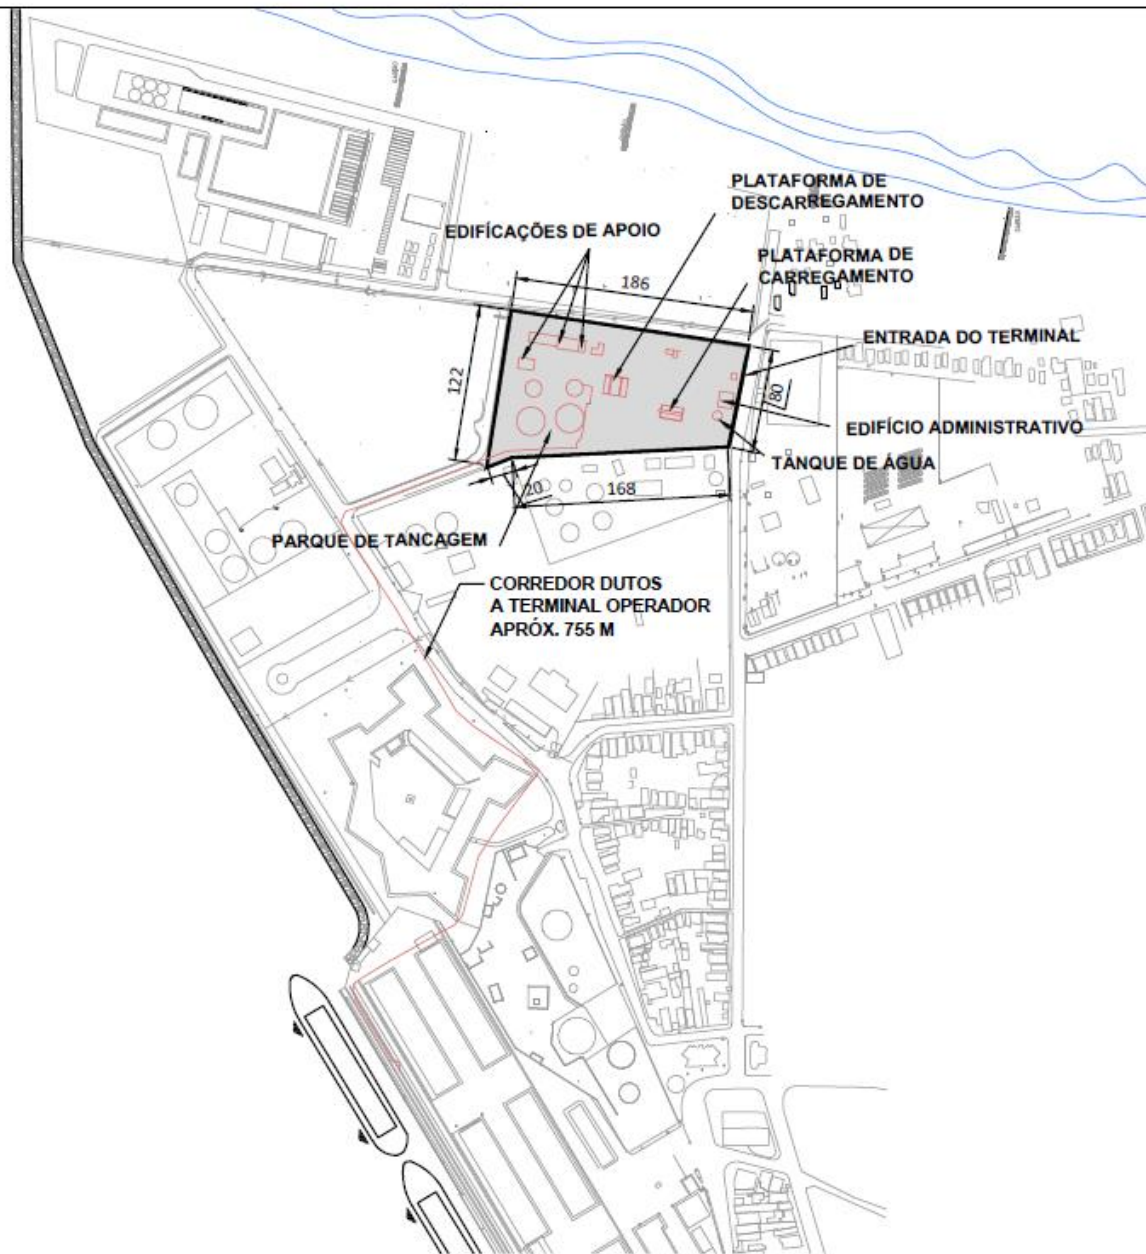 PLATAFORMA DE
DESCARREGAMENTO
EDIFÍCAÇÕES DE APOIO
PLATAFORMA DE
CARREGAMENTO
186
ENTRADA DO TERMINAL
122
80
EDIFÍCIO ADMINISTRATIVO
TANQUE DE ÁGUA
20
168
PARQUE DE TANCAGEM
CORREDOR DUTOS
A TERMINAL OPERADOR
APRÓX. 755 M